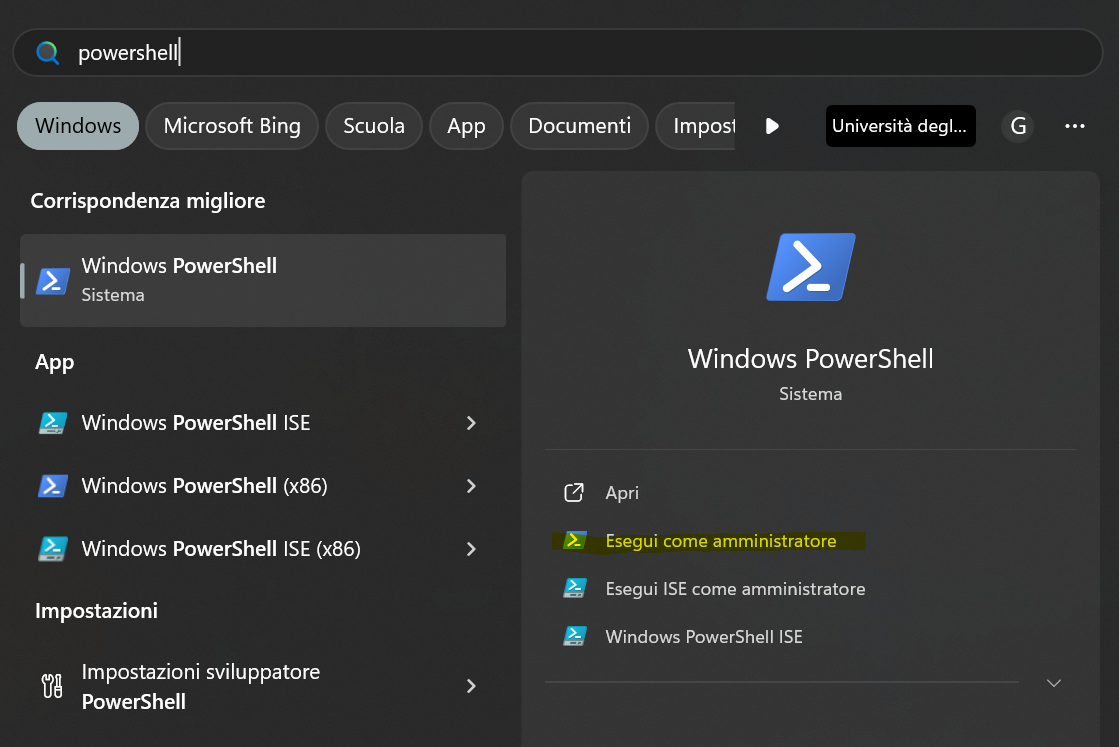 powershell
Windows
Microsoft Bing
Scuola
App
Documenti
Impost
Università degl...
G
Corrispondenza migliore
Windows PowerShell
Sistema
App
Windows PowerShell ISE
Windows PowerShell (x86)
Windows PowerShell ISE (x86)
Impostazioni
Impostazioni sviluppatore
PowerShell
Windows PowerShell
Sistema
Apri
Esegui come amministratore
Esegui ISE come amministratore
Windows PowerShell ISE